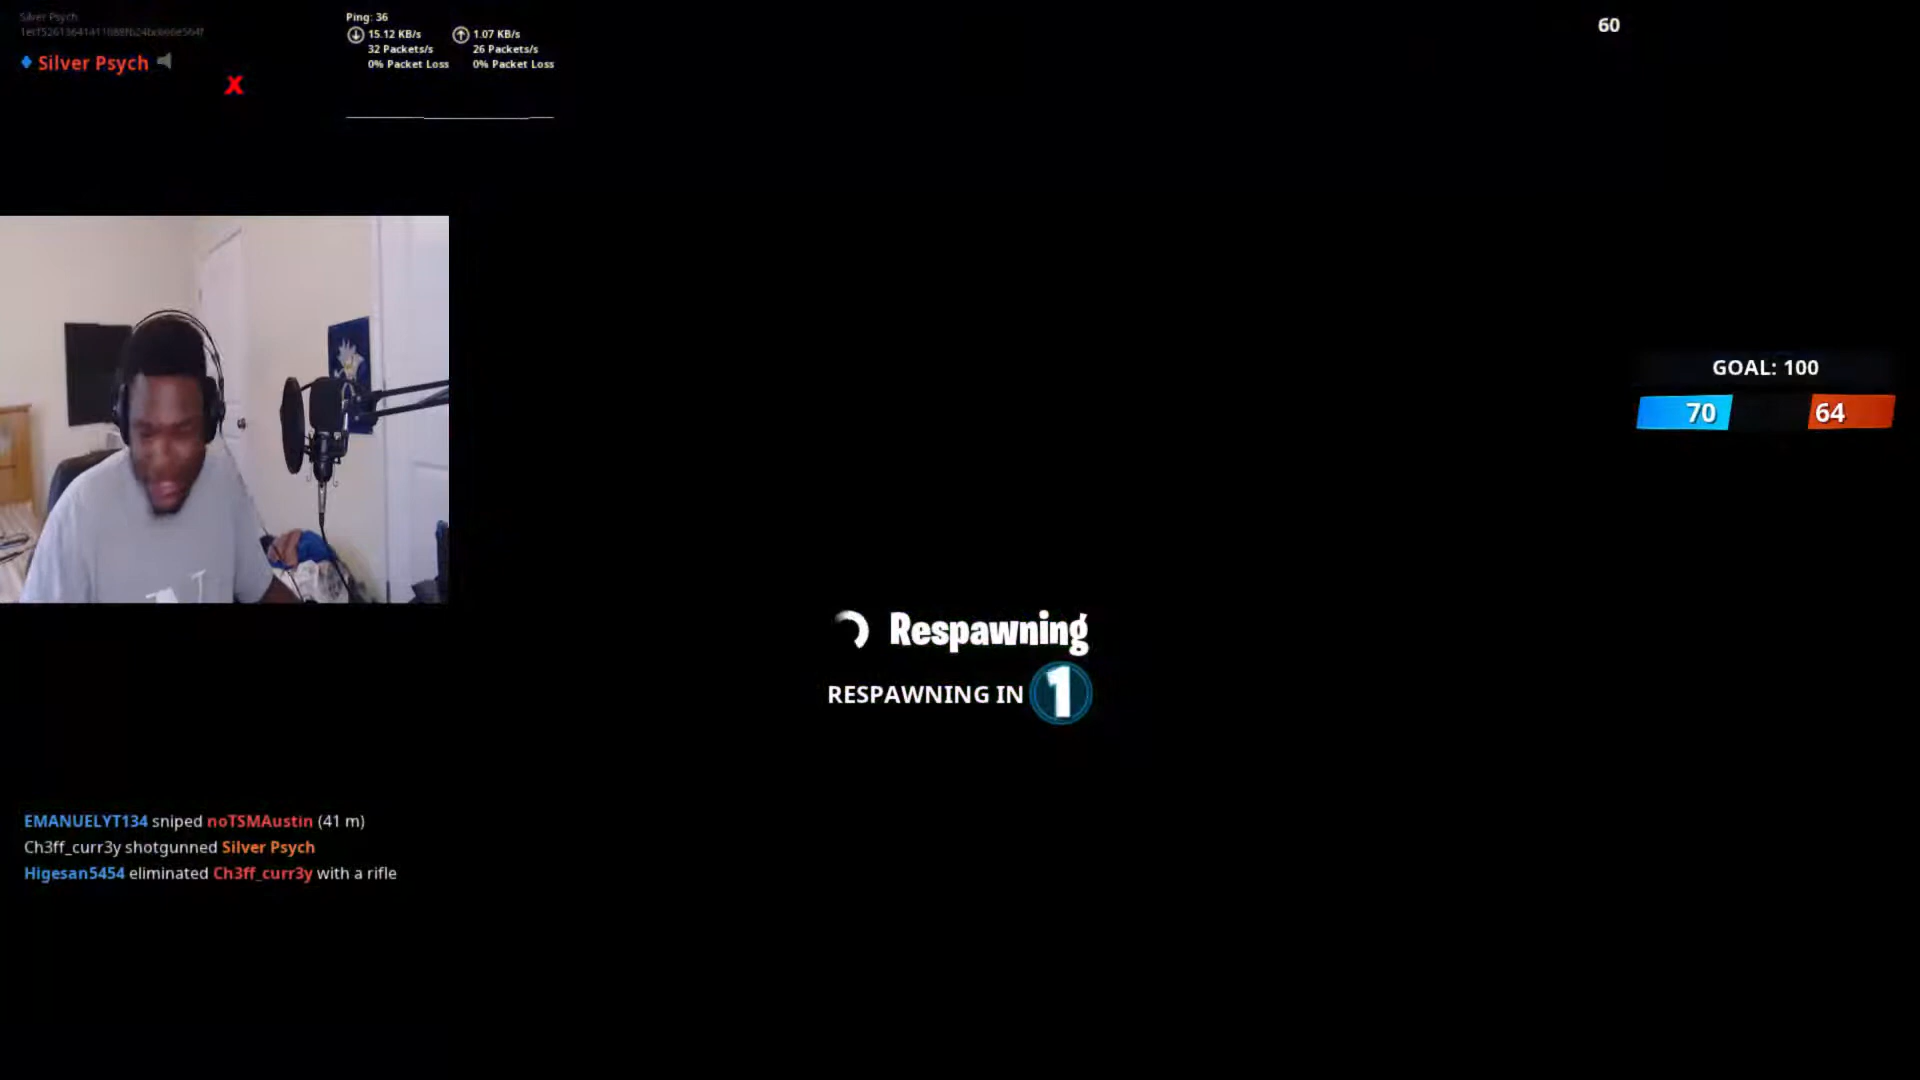 Silver Psych
Silver Psych
X
Ping: 36
15.12 KB/s
1.07 KB/s
32 Packets/s
26 Packets/s
0% Packet Loss
0% Packet Loss
60
GOAL: 100
70
64
Respawning
RESPAWNING IN 1
EMANUELYT134 sniped noTSMAustin (41 m)
Ch3ff_curr3y shotgunned Silver Psych
Higesan5454 eliminated Ch3ff_curr3y with a rifle